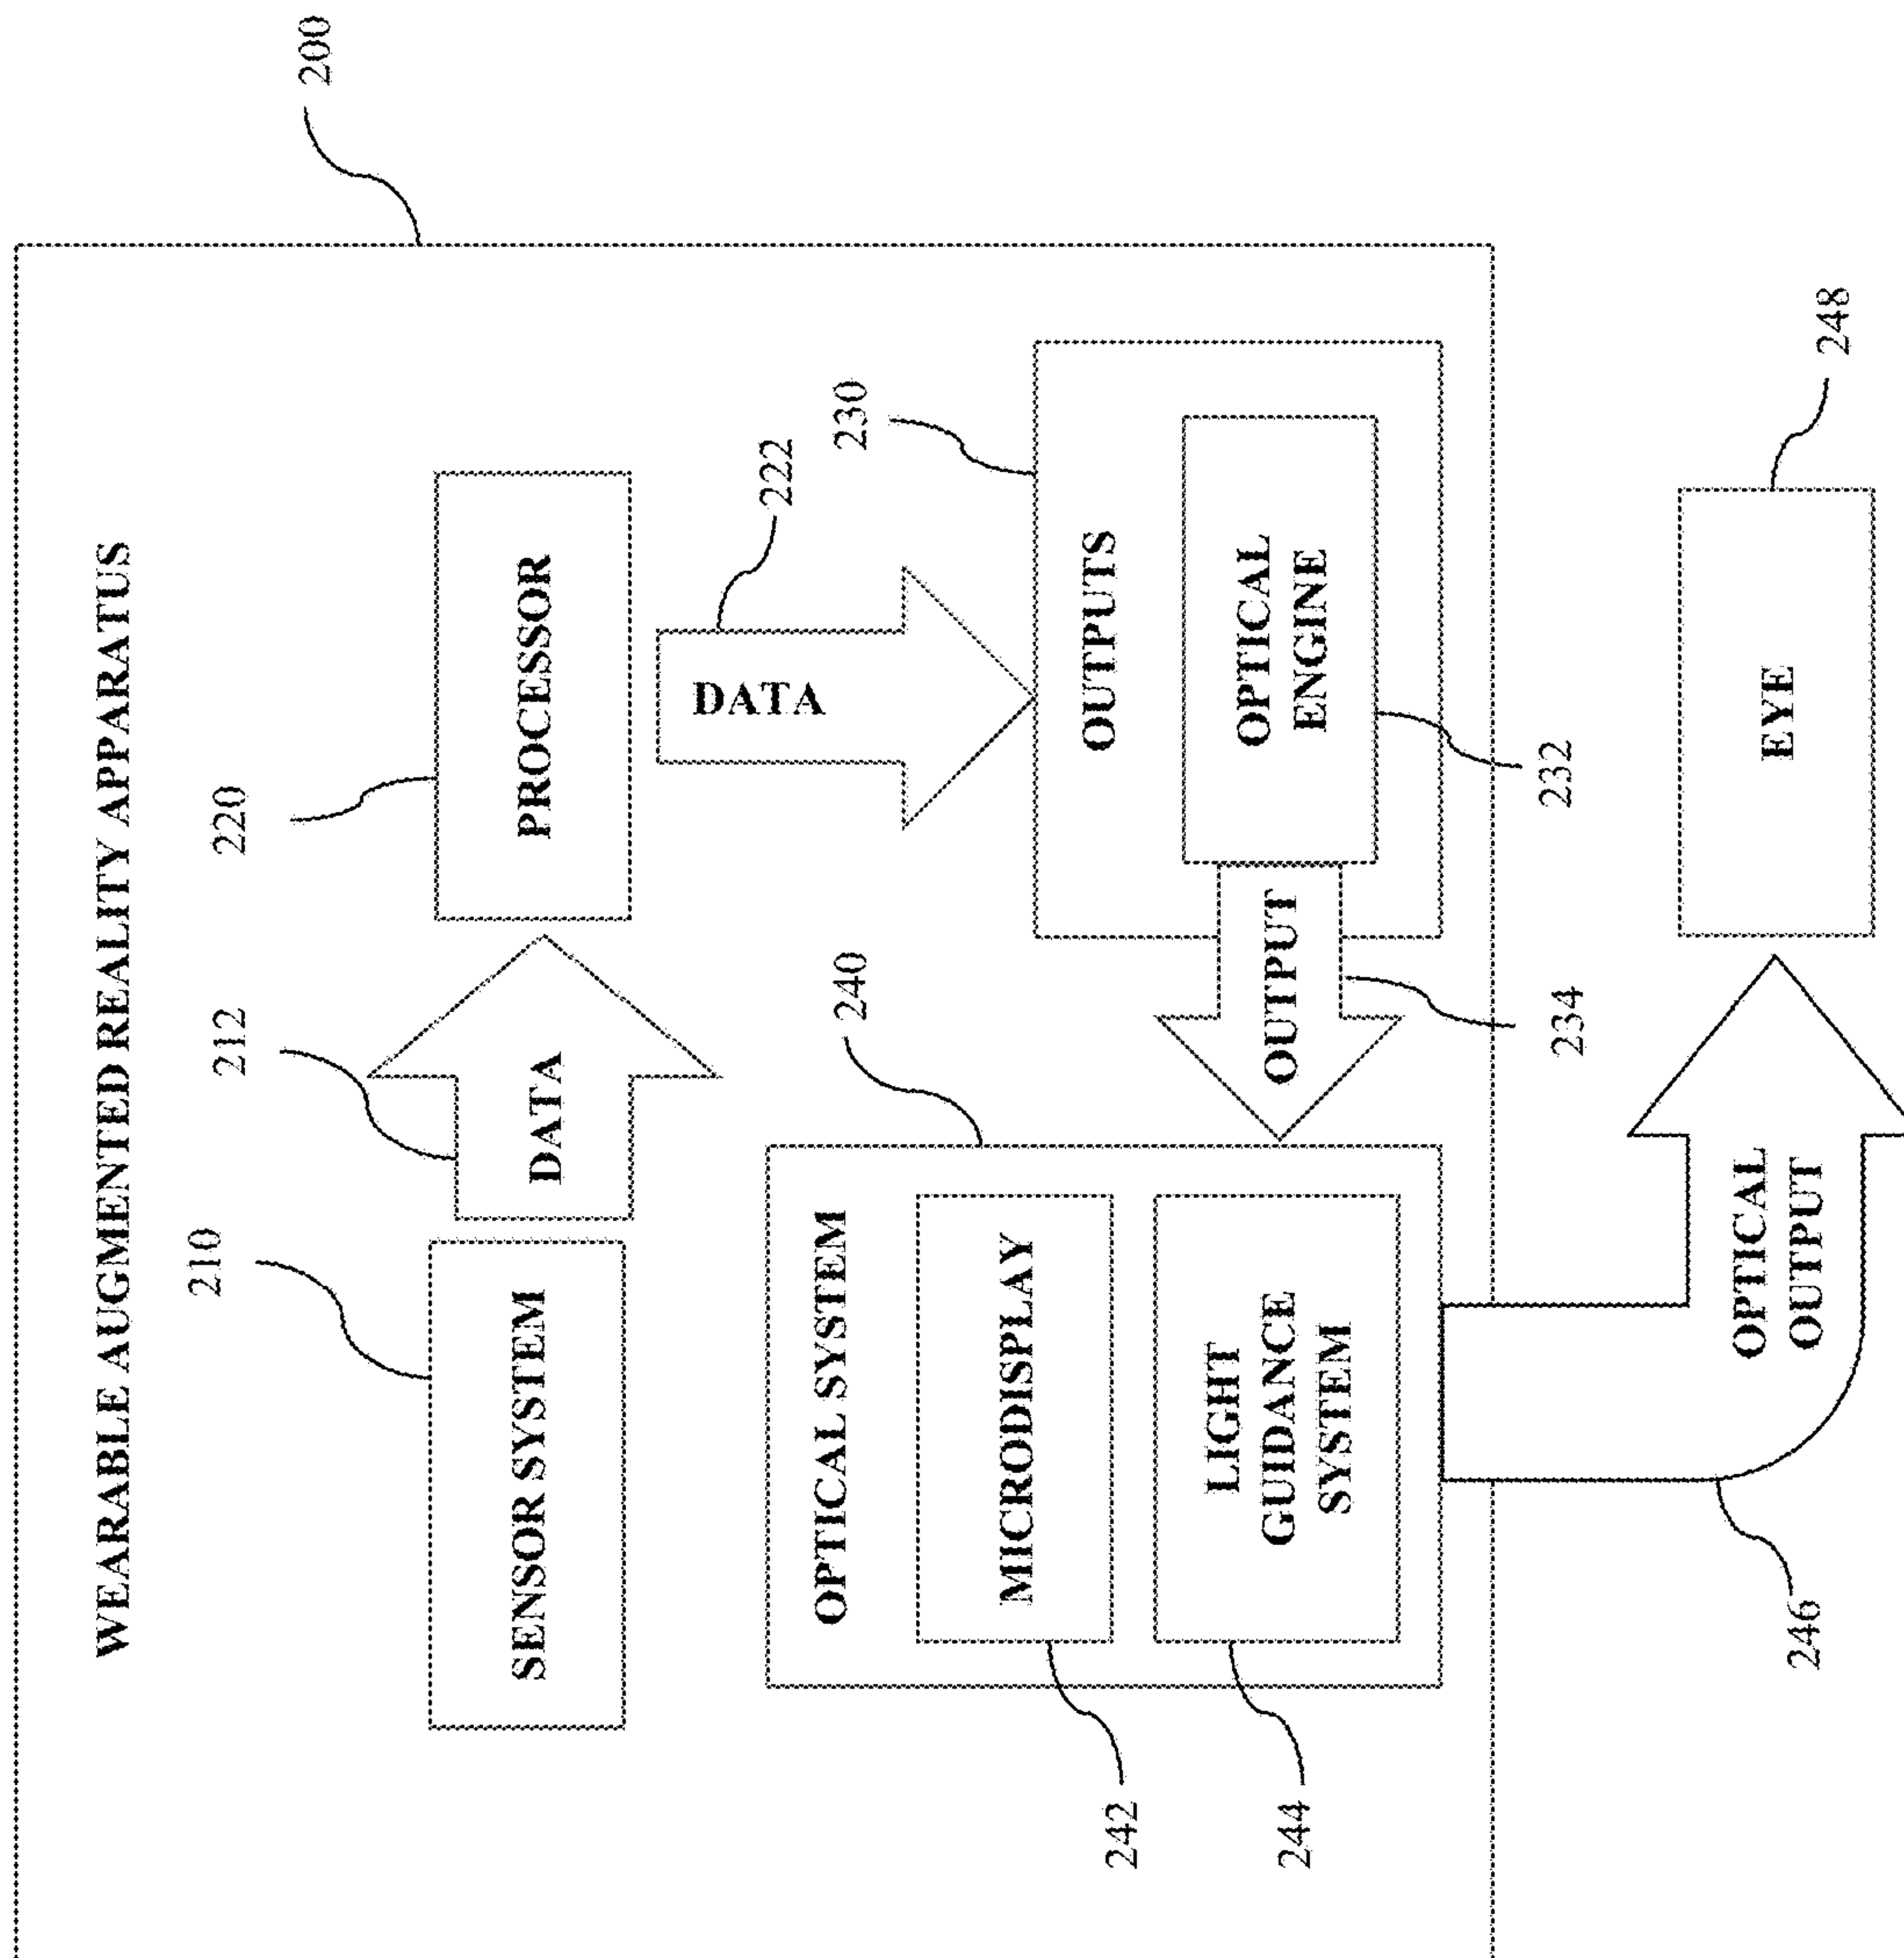 200
WEARABLE AUGMENTED REALITY APPARATUS
210
212
220
SENSOR SYSTEM
DATA
PROCESSOR
222
DATA
240
230
OPTICAL SYSTEM
OUTPUTS
MICRODISPLAY
242
LIGHT
GUIDANCE
SYSTEM
244
OUTPUT
234
OPTICAL
ENGINE
232
OPTICAL
OUTPUT
246
EYE
248